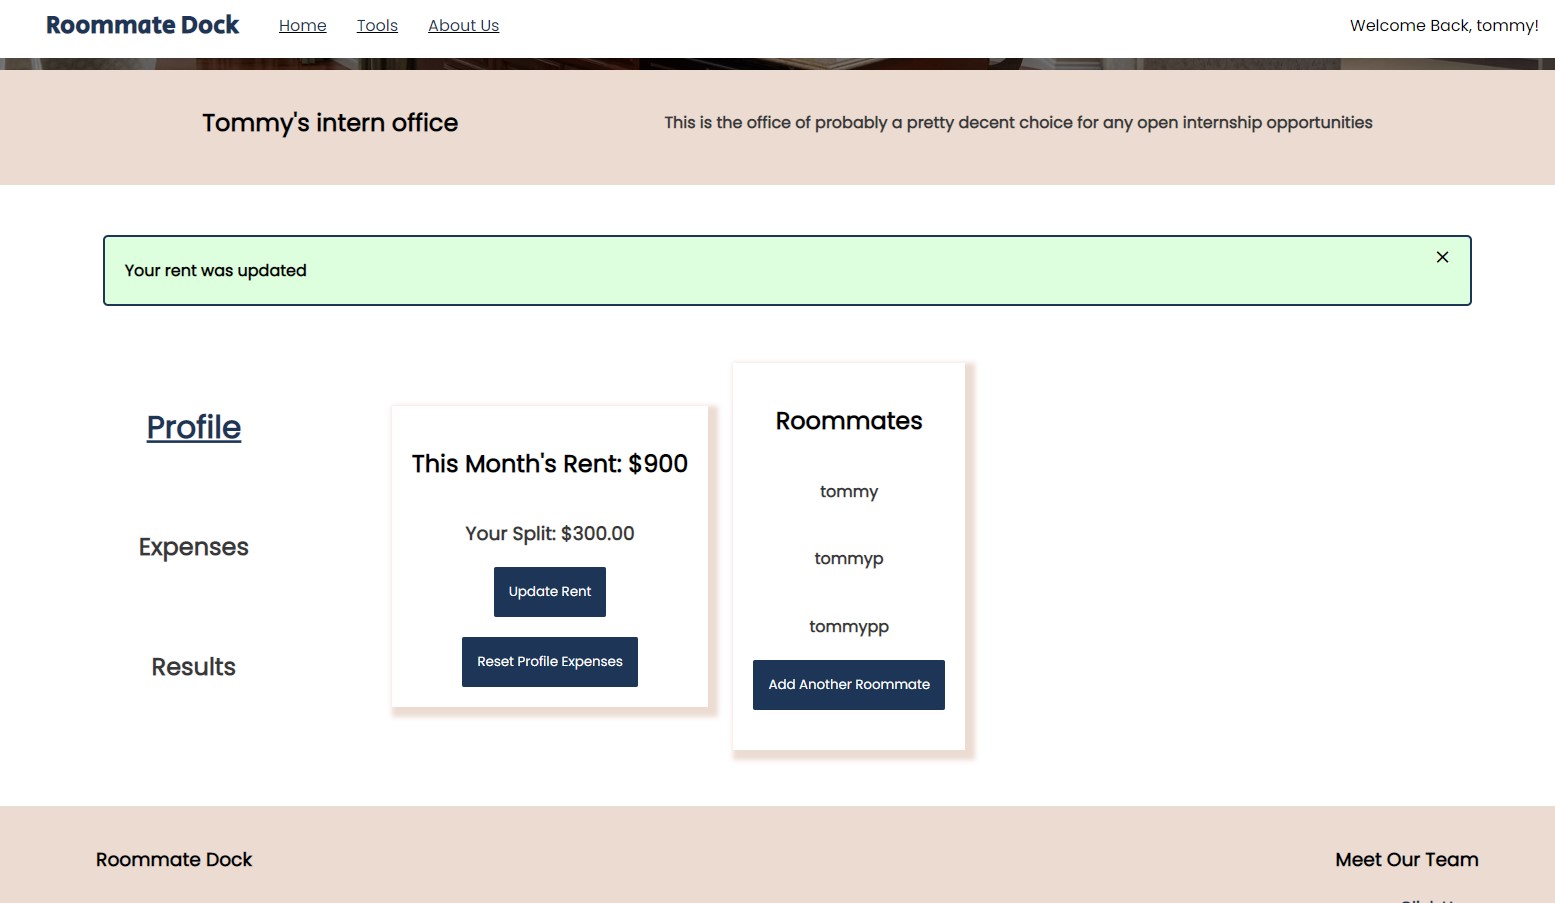 Roommate Dock
Home
Tools
About Us
Welcome Back, tommy!
Tommy's intern office
This is the office of probably a pretty decent choice for any open internship opportunities
Your rent was updated
Profile
Expenses
Results
This Month's Rent: $900
Your Split: $300.00
Update Rent
Reset Profile Expenses
Roommates
tommy
tommyp
tommypp
Add Another Roommate
Roommate Dock
Meet Our Team